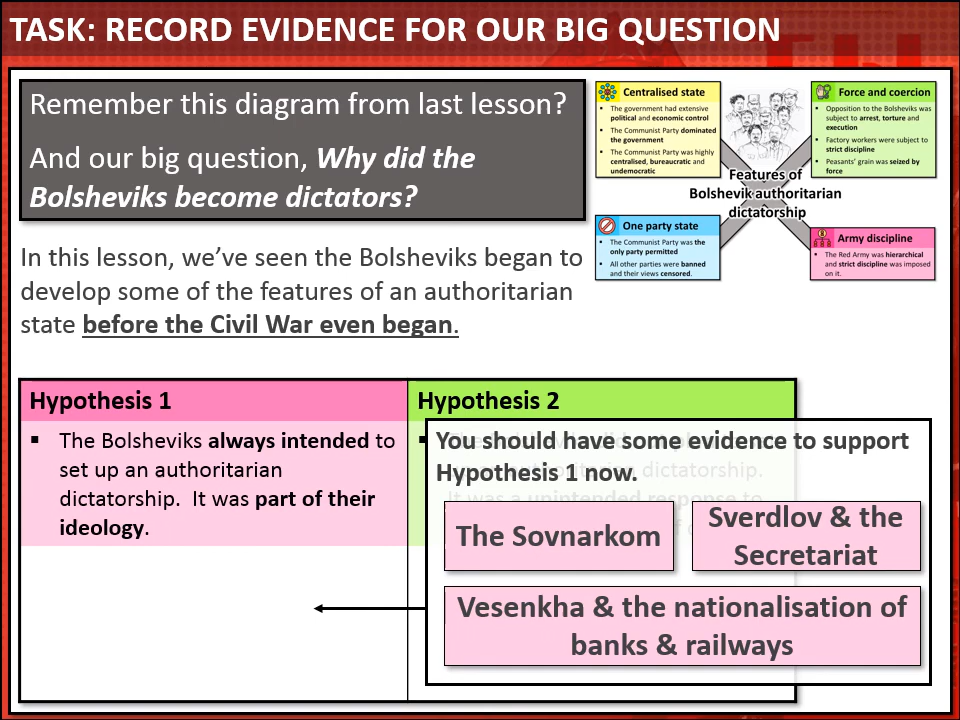 TASK: RECORD EVIDENCE FOR OUR BIG QUESTION
Remember this diagram from last lesson?
And our big question, Why did the
Bolsheviks become dictators?
Centralised state
▪ The government had extensive
political and economic control
▪ The Communist Party dominated
the government
▪ The Communist Party was highly
centralised, bureaucratic and
undemocratic
Force and coercion
▪ Opposition to the Bolsheviks was
subject to arrest, torture and
execution
▪ Factory workers were subject to
strict discipline
▪ Peasants' grain was seized by
force
Features of
Bolshevik authoritarian
dictatorship
One party state
▪ The Communist Party was the
only party permitted
▪ All other parties were banned
and their views censored.
Army discipline
▪ The Red Army was hierarchical
and strict discipline was imposed
on it.
In this lesson, we've seen the Bolsheviks began to
develop some of the features of an authoritarian
state before the Civil War even began.
Hypothesis 1
▪ The Bolsheviks always intended to
set up an authoritarian
dictatorship. It was part of their
ideology.
Hypothesis 2
dictatorship.
It was a unintended response to
You should have some evidence to support
Hypothesis 1 now.
The Sovnarkom
Sverdlov & the
Secretariat
Vesenkha & the nationalisation of
banks & railways